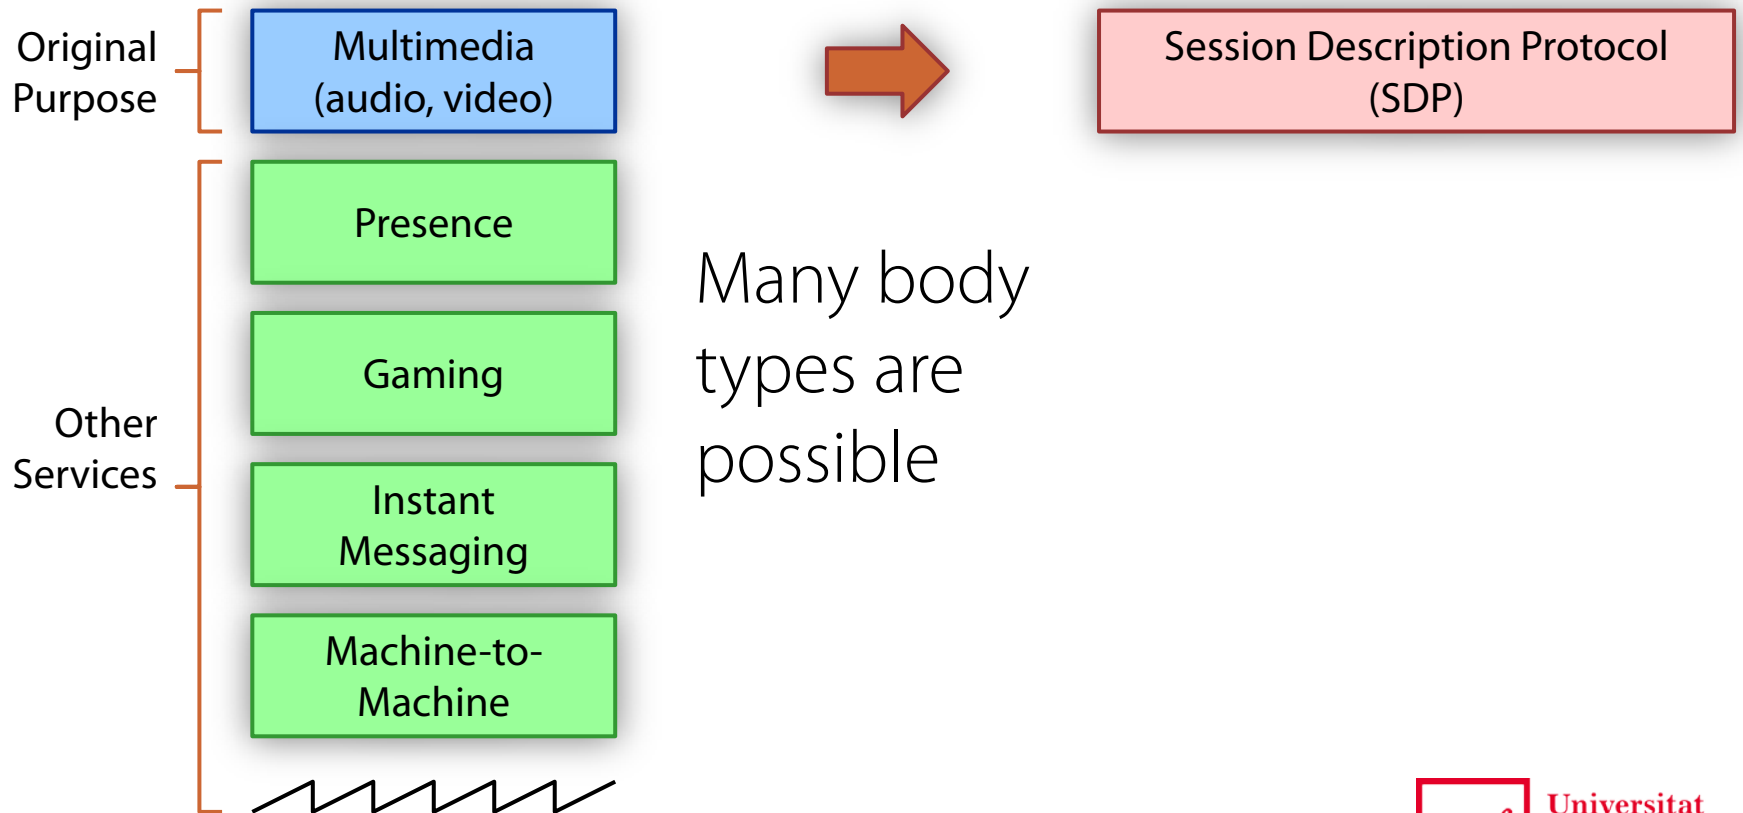 Original
Purpose
Multimedia
(audio, video)
Session Description Protocol
(SDP)
Presence
Gaming
Many body
types are
possible
Other
Services
Instant
Messaging
Machine-to-
Machine
Universitat